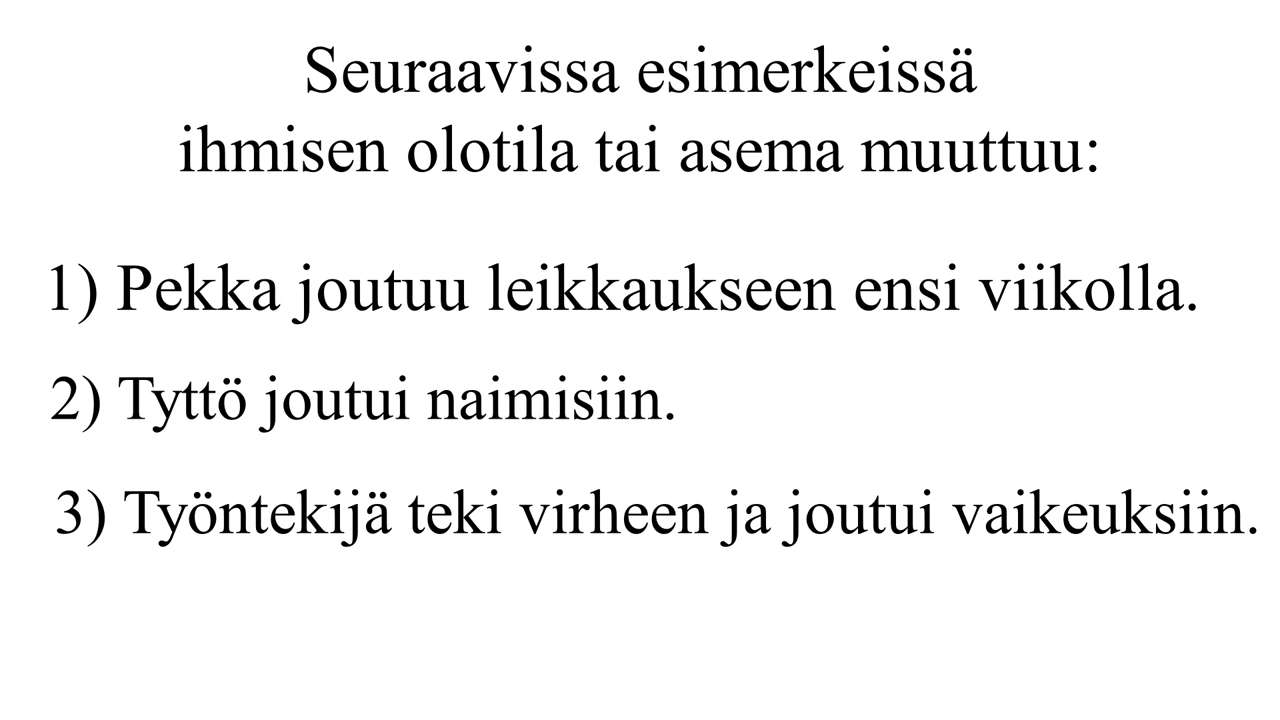 Seuraavissa esimerkeissä
ihmisen olotila tai asema muuttuu:
1) Pekka joutuu leikkaukseen ensi viikolla.
2) Tyttö joutui naimisiin.
3) Työntekijä teki virheen ja joutui vaikeuksiin.